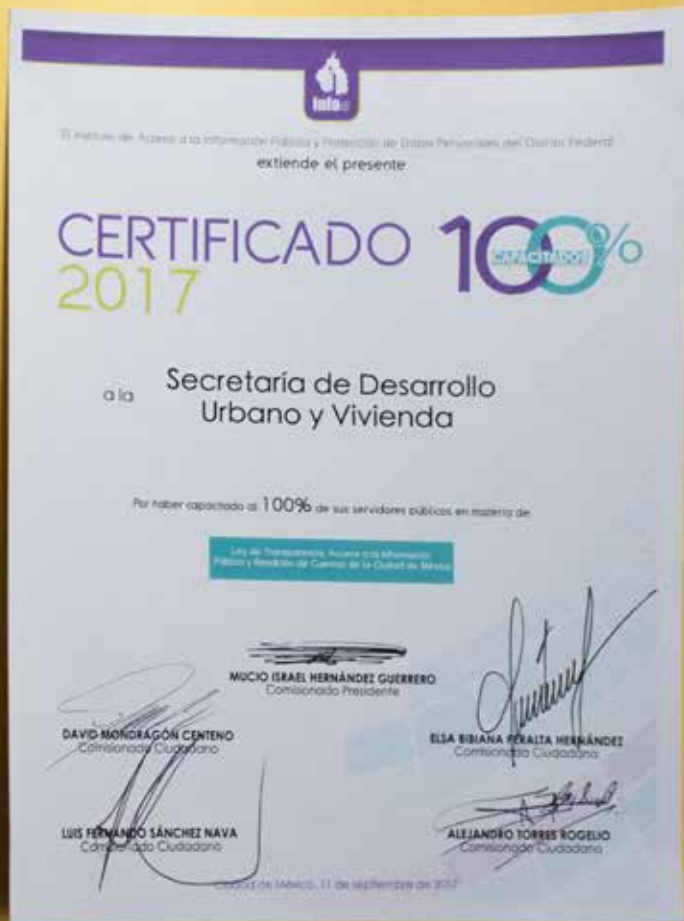 info
El Instituto de Acceso a la Información Pública y Protección de Datos Personales del Distrito Federal
extiende el presente
CERTIFICADO 100%
CAPACITADOS
2017
a la Secretaría de Desarrollo
Urbano y Vivienda
Por haber capacitado al 100% de sus servidores públicos en materia de
Ley de Transparencia, Acceso a la Información
Pública y Rendición de Cuentas de la Ciudad de México
MUCIO ISRAEL HERNÁNDEZ GUERRERO
Comisionado Presidente
DAVID MONDRAGÓN CENTENO
Comisionado Ciudadano
ELSA BIBIANA PERALTA HERNÁNDEZ
Comisionada Ciudadana
LUIS FERNANDO SÁNCHEZ NAVA
Comisionado Ciudadano
ALEJANDRO TORRES ROGELIO
Comisionado Ciudadano
Ciudad de México, 11 de septiembre de 2017